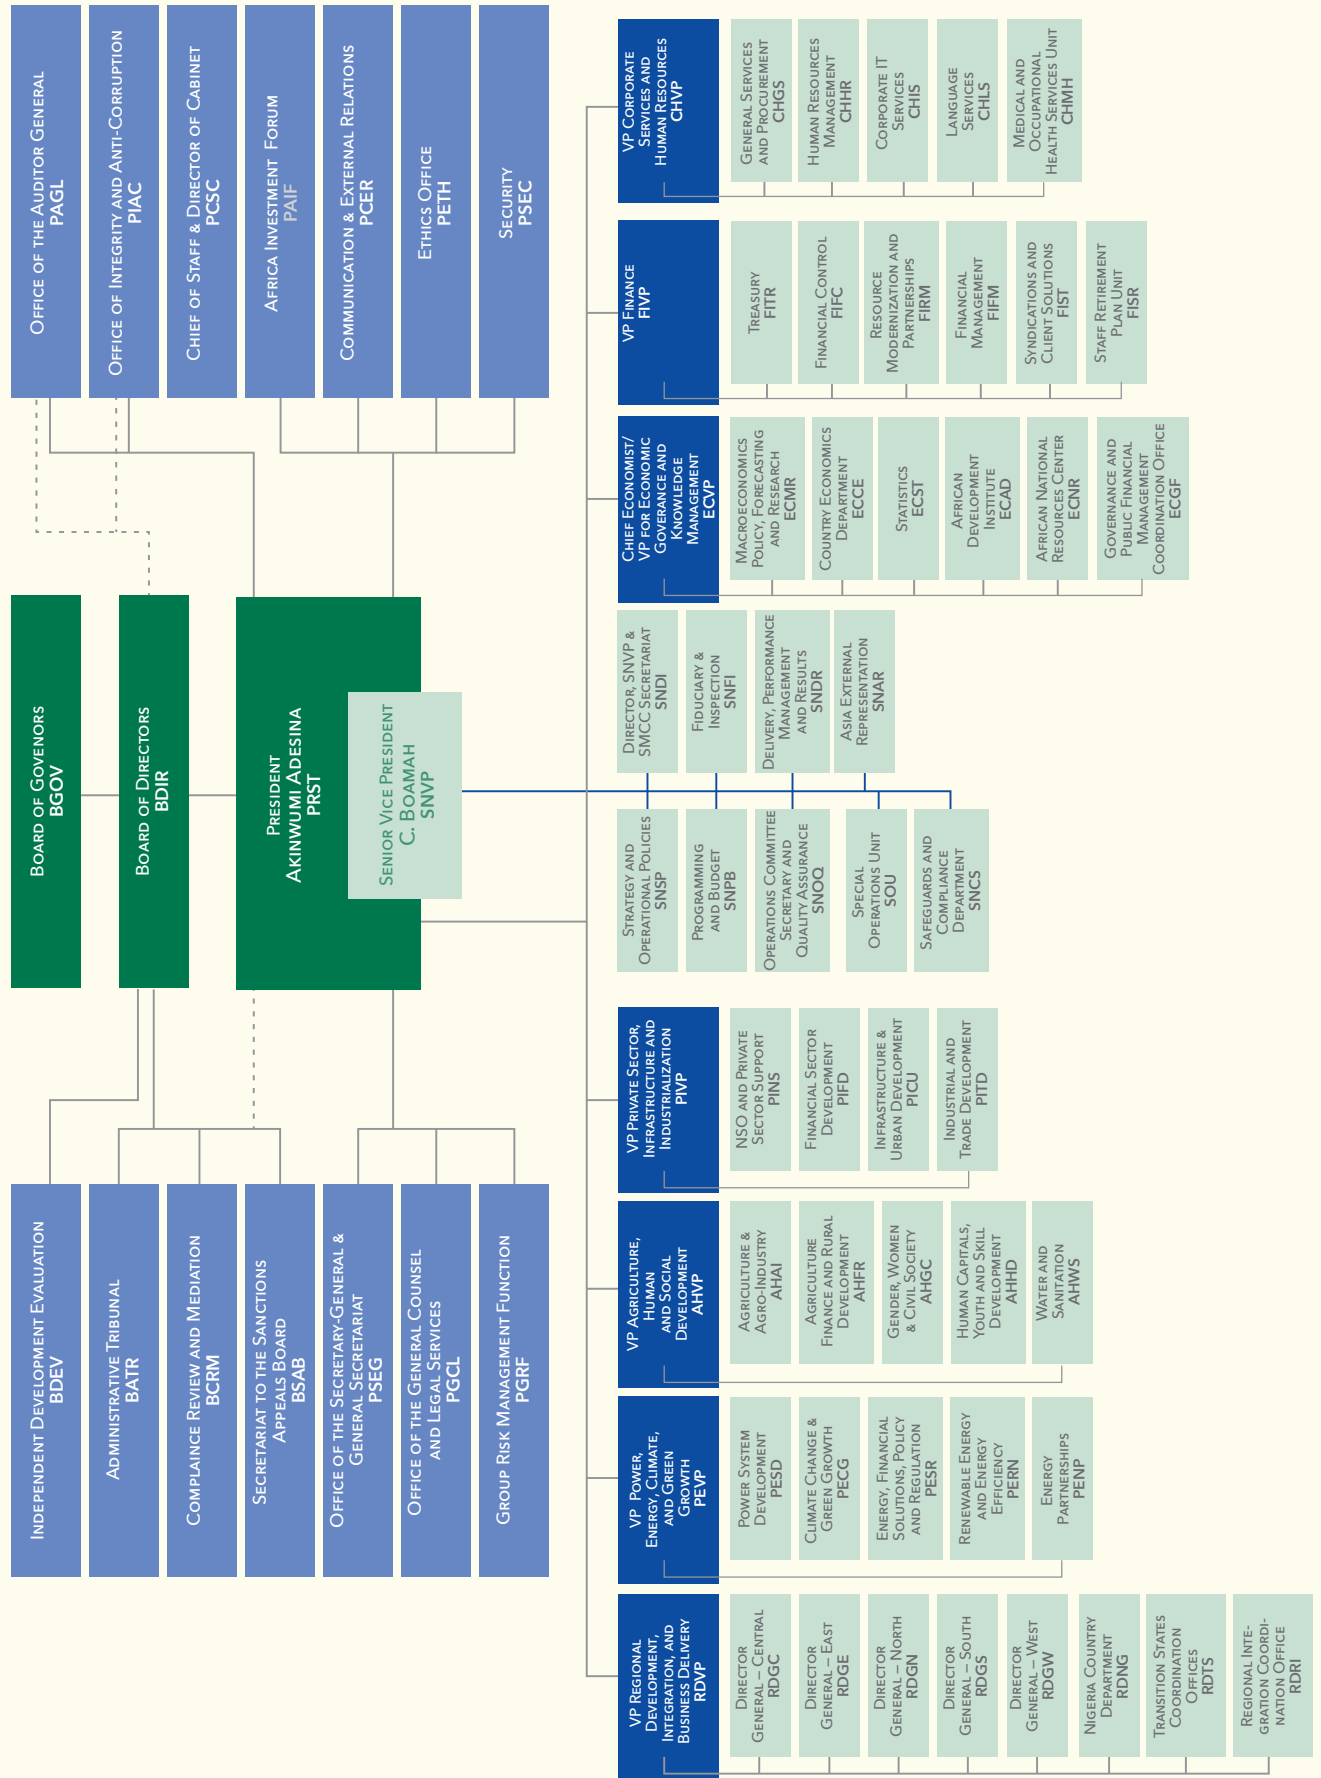 Board of Govenors
BGOV
Board of Directors
BDIR
President
Akinwumi Adesina
PRST
Senior Vice President
C. Boamah
SNVP
Independent Development Evaluation
BDEV
Administrative Tribunal
BATR
Complaince Review and Mediation
BCRM
Secretariat to the Sanctions
Appeals Board
BSAB
Office of the Secretary-General &
General Secretariat
PSEG
Office of the General Counsel
and Legal Services
PGCL
Group Risk Management Function
PGRF
Office of the Auditor General
PAGL
Office of Integrity and Anti-Corruption
PIAC
Chief of Staff & Director of Cabinet
PCSC
Africa Investment Forum
PAIF
Communication & External Relations
PCER
Ethics Office
PETH
Security
PSEC
VP Regional
Development,
Integration, and
Business Delivery
RDVP
Director
General – Central
RDGC
Director
General – East
RDGE
Director
General – North
RDGN
Director
General – South
RDGS
Director
General – West
RDGW
Nigeria Country
Department
RDNG
Transition States
Coordination
Offices
RDTS
Regional Inte-
gration Coordi-
nation Office
RDRI
VP Power,
Energy, Climate,
and Green
Growth
PEVP
Power System
Development
PESD
Climate Change &
Green Growth
PECG
Energy, Financial
Solutions, Policy
and Regulation
PESR
Renewable Energy
and Energy
Efficiency
PERN
Energy
Partnerships
PENP
VP Agriculture,
Human
and Social
Development
AHVP
Agriculture &
Agro-Industry
AHAI
Agriculture
Finance and Rural
Development
AHFR
Gender, Women
& Civil Society
AHGC
Human Capitals,
Youth and Skill
Development
AHHD
Water and
Sanitation
AHWS
VP Private Sector,
Infrastructure and
Industrialization
PIVP
NSO and Private
Sector Support
PINS
Financial Sector
Development
PIFD
Infrastructure &
Urban Development
PICU
Industrial and
Trade Development
PITD
Strategy and
Operational Policies
SNSP
Programming
and Budget
SNPB
Operations Committee
Secretary and
Quality Assurance
SNOQ
Special
Operations Unit
SOU
Safeguards and
Compliance
Department
SNCS
Director, SNVP &
SMCC Secretariat
SNDI
Fiduciary &
Inspection
SNFI
Delivery, Performance
Management
and Results
SNDR
Asia External
Representation
SNAR
Chief Economist/
VP for Economic
Goverance and
Knowledge
Management
ECVP
Macroeconomics
Policy, Forecasting
and Research
ECMR
Country Economics
Department
ECCE
Statistics
ECST
African
Development
Institute
ECAD
African National
Resources Center
ECNR
Governance and
Public Financial
Management
Coordination Office
ECGF
VP Finance
FIVP
Treasury
FITR
Financial Control
FIFC
Resource
Modernization and
Partnerships
FIRM
Financial
Management
FIFM
Syndications and
Client Solutions
FIST
Staff Retirement
Plan Unit
FISR
VP Corporate
Services and
Human Resources
CHVP
General Services
and Procurement
CHGS
Human Resources
Management
CHHR
Corporate IT
Services
CHIS
Language
Services
CHLS
Medical and
Occupational
Health Services Unit
CHMH